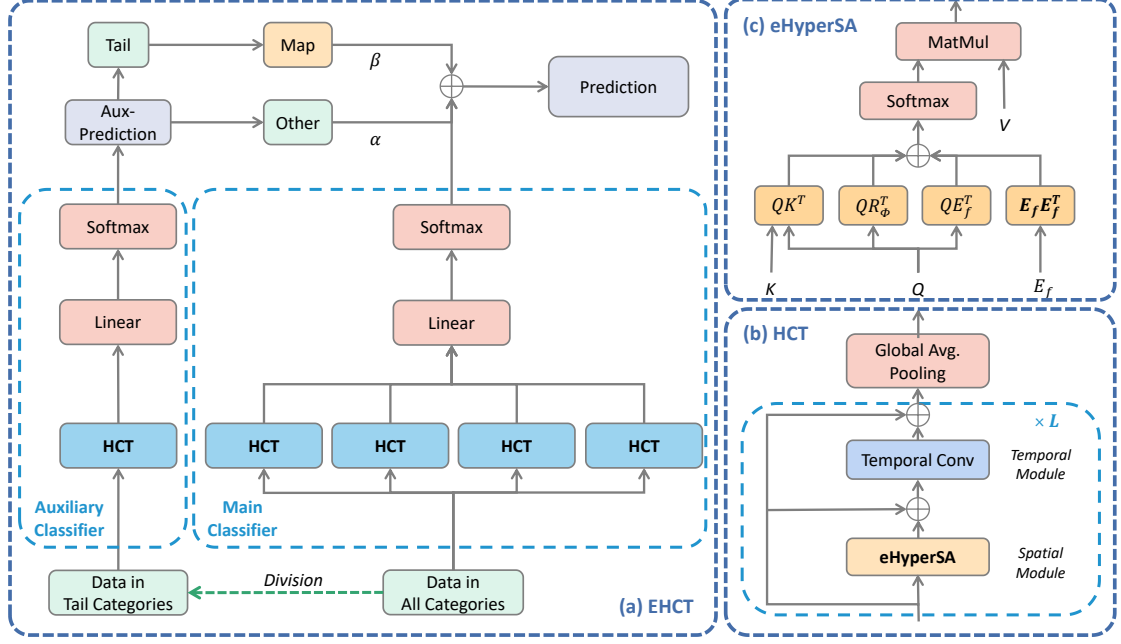 Tail
Map
β
Aux-
Prediction
Other
α
Prediction
Softmax
Linear
HCT
Auxiliary
Classifier
Softmax
Linear
HCT
HCT
HCT
HCT
Main
Classifier
Data in
Tail Categories
Division
Data in
All Categories
(a) EHCT
(c) eHyperSA
MatMul
Softmax
V
QK^T
QR_Φ^T
QE_f^T
E_f E_f^T
K
Q
E_f
(b) HCT
Global Avg.
Pooling
× L
Temporal Conv
Temporal
Module
eHyperSA
Spatial
Module